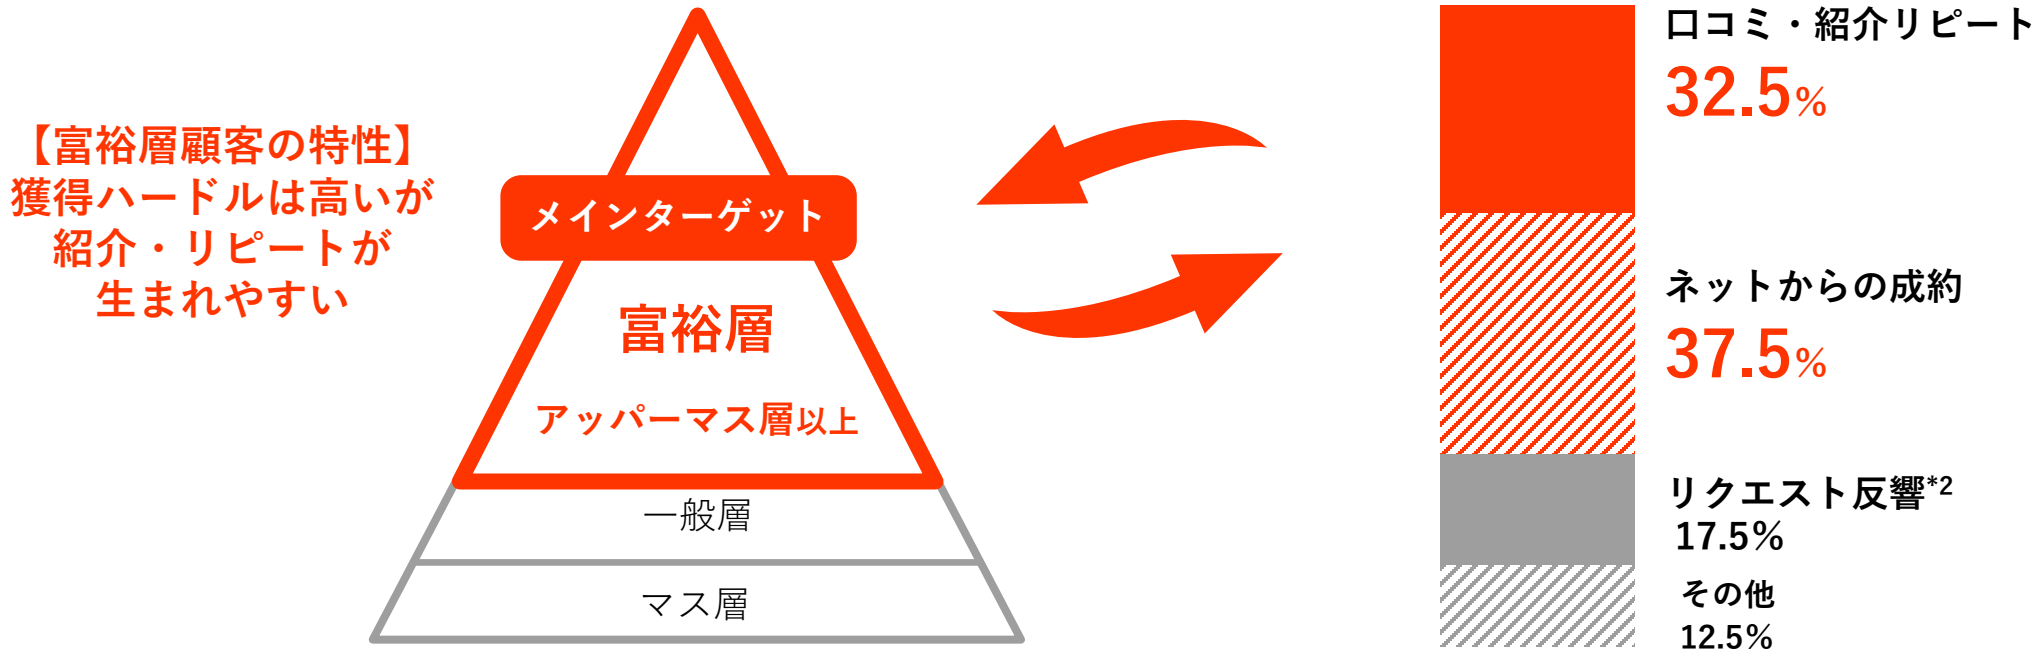 【富裕層顧客の特性】
獲得ハードルは高いが
紹介・リピートが
生まれやすい
メインターゲット
富裕層
アッパーマス層以上
一般層
マス層
口コミ・紹介リピート
32.5%
ネットからの成約
37.5%
リクエスト反響*2
17.5%
その他
12.5%